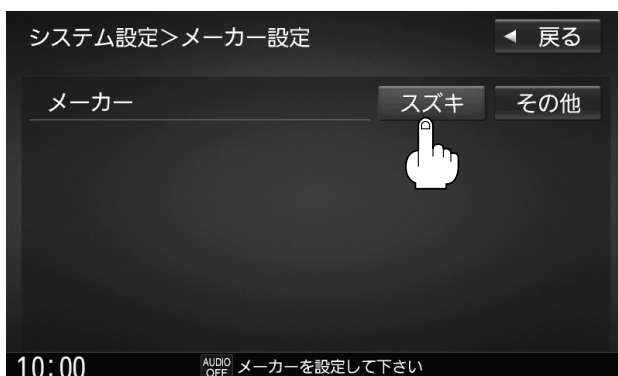 システム設定＞メーカー設定
◀ 戻る
メーカー
スズキ
その他
10:00
AUDIO OFF
メーカーを設定して下さい